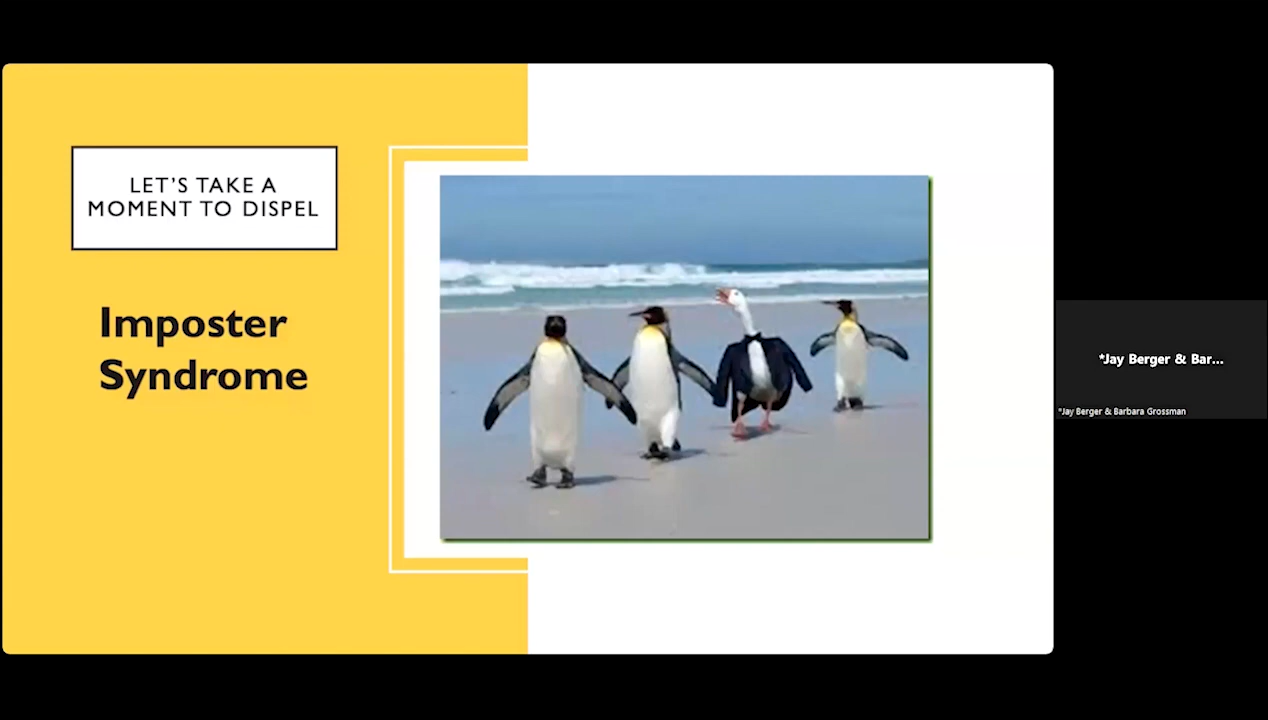 LET’S TAKE A
MOMENT TO DISPEL
Imposter
Syndrome
*Jay Berger & Bar...
*Jay Berger & Barbara Grossman